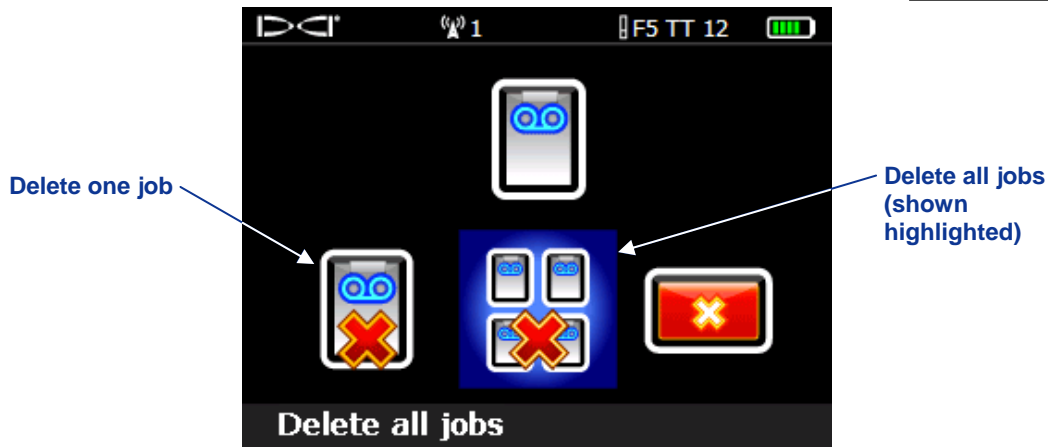 DCI
1
F5 TT 12
Delete one job
Delete all jobs
(shown
highlighted)
Delete all jobs